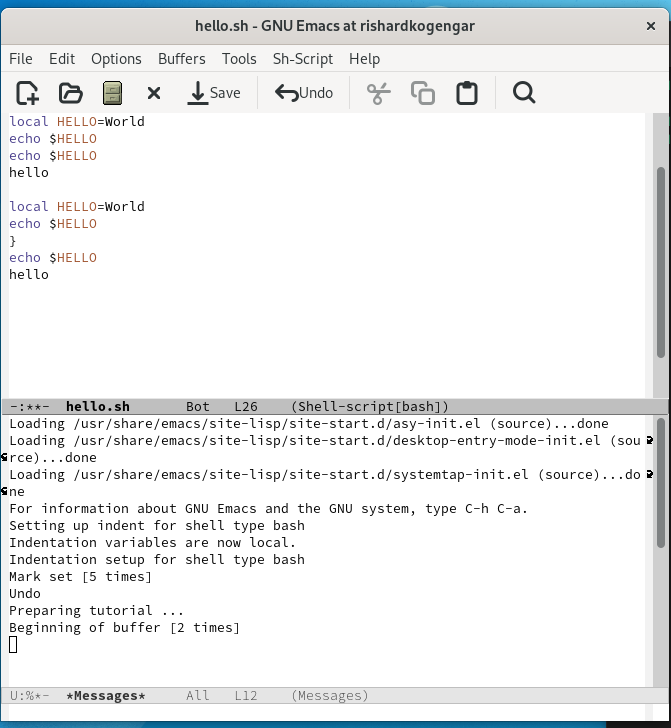 hello.sh - GNU Emacs at rishardkogengar
File Edit Options Buffers Tools Sh-Script Help
Save Undo
local HELLO=World
echo $HELLO
echo $HELLO
hello
local HELLO=World
echo $HELLO
}
echo $HELLO
hello
-:**- hello.sh Bot L26 (Shell-script[bash])
Loading /usr/share/emacs/site-lisp/site-start.d/asy-init.el (source)...done
Loading /usr/share/emacs/site-lisp/site-start.d/desktop-entry-mode-init.el (sou
rce)...done
Loading /usr/share/emacs/site-lisp/site-start.d/systemtap-init.el (source)...do
ne
For information about GNU Emacs and the GNU system, type C-h C-a.
Setting up indent for shell type bash
Indentation variables are now local.
Indentation setup for shell type bash
Mark set [5 times]
Undo
Preparing tutorial ...
Beginning of buffer [2 times]
U:%*- *Messages* All L12 (Messages)